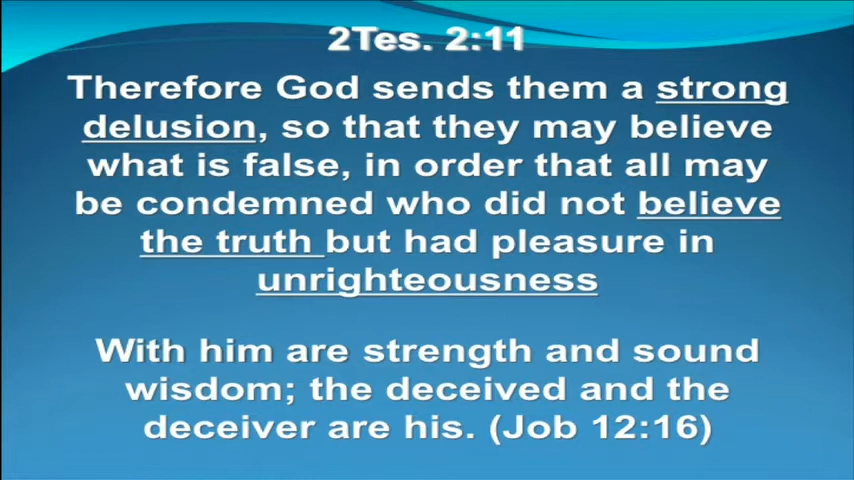 2Tes. 2:11
Therefore God sends them a strong
delusion, so that they may believe
what is false, in order that all may
be condemned who did not believe
the truth but had pleasure in
unrighteousness
With him are strength and sound
wisdom; the deceived and the
deceiver are his. (Job 12:16)